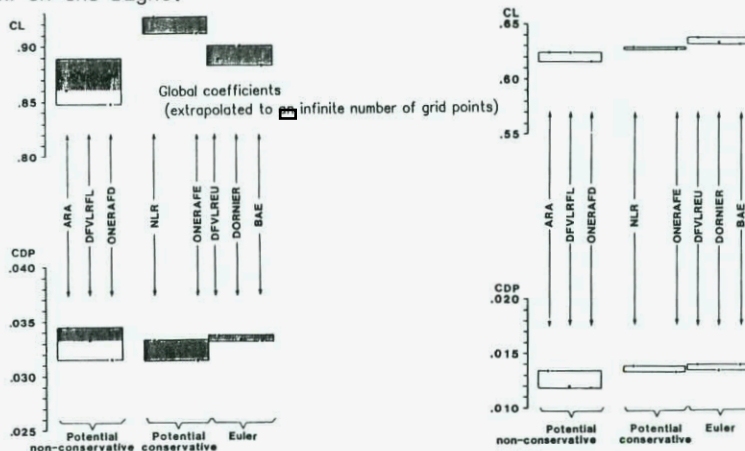 CL
.90
.85
.80
Global coefficients
(extrapolated to an infinite number of grid points)
ARA
DFVLRFL
ONERAFD
NLR
ONERAFE
DFVLREU
DORNIER
BAE
CDP
.040
.035
.030
.025
Potential
non-conservative
Potential
conservative
Euler
CL
.65
.60
.55
ARA
DFVLRFL
ONERAFD
NLR
ONERAFE
DFVLREU
DORNIER
BAE
CDP
.020
.015
.010
Potential
non-conservative
Potential
conservative
Euler